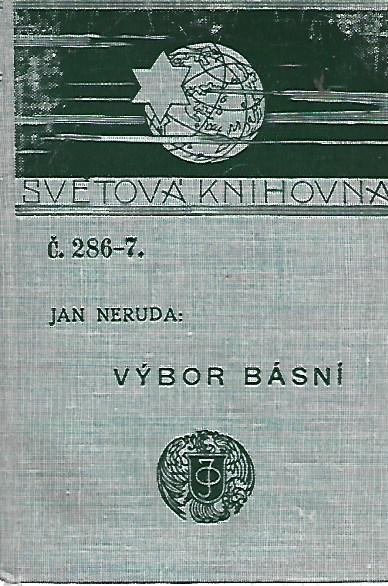 SVĚTOVÁ KNIHOVNA
Č. 286-7.
JAN NERUDA:
VÝBOR BÁSNÍ